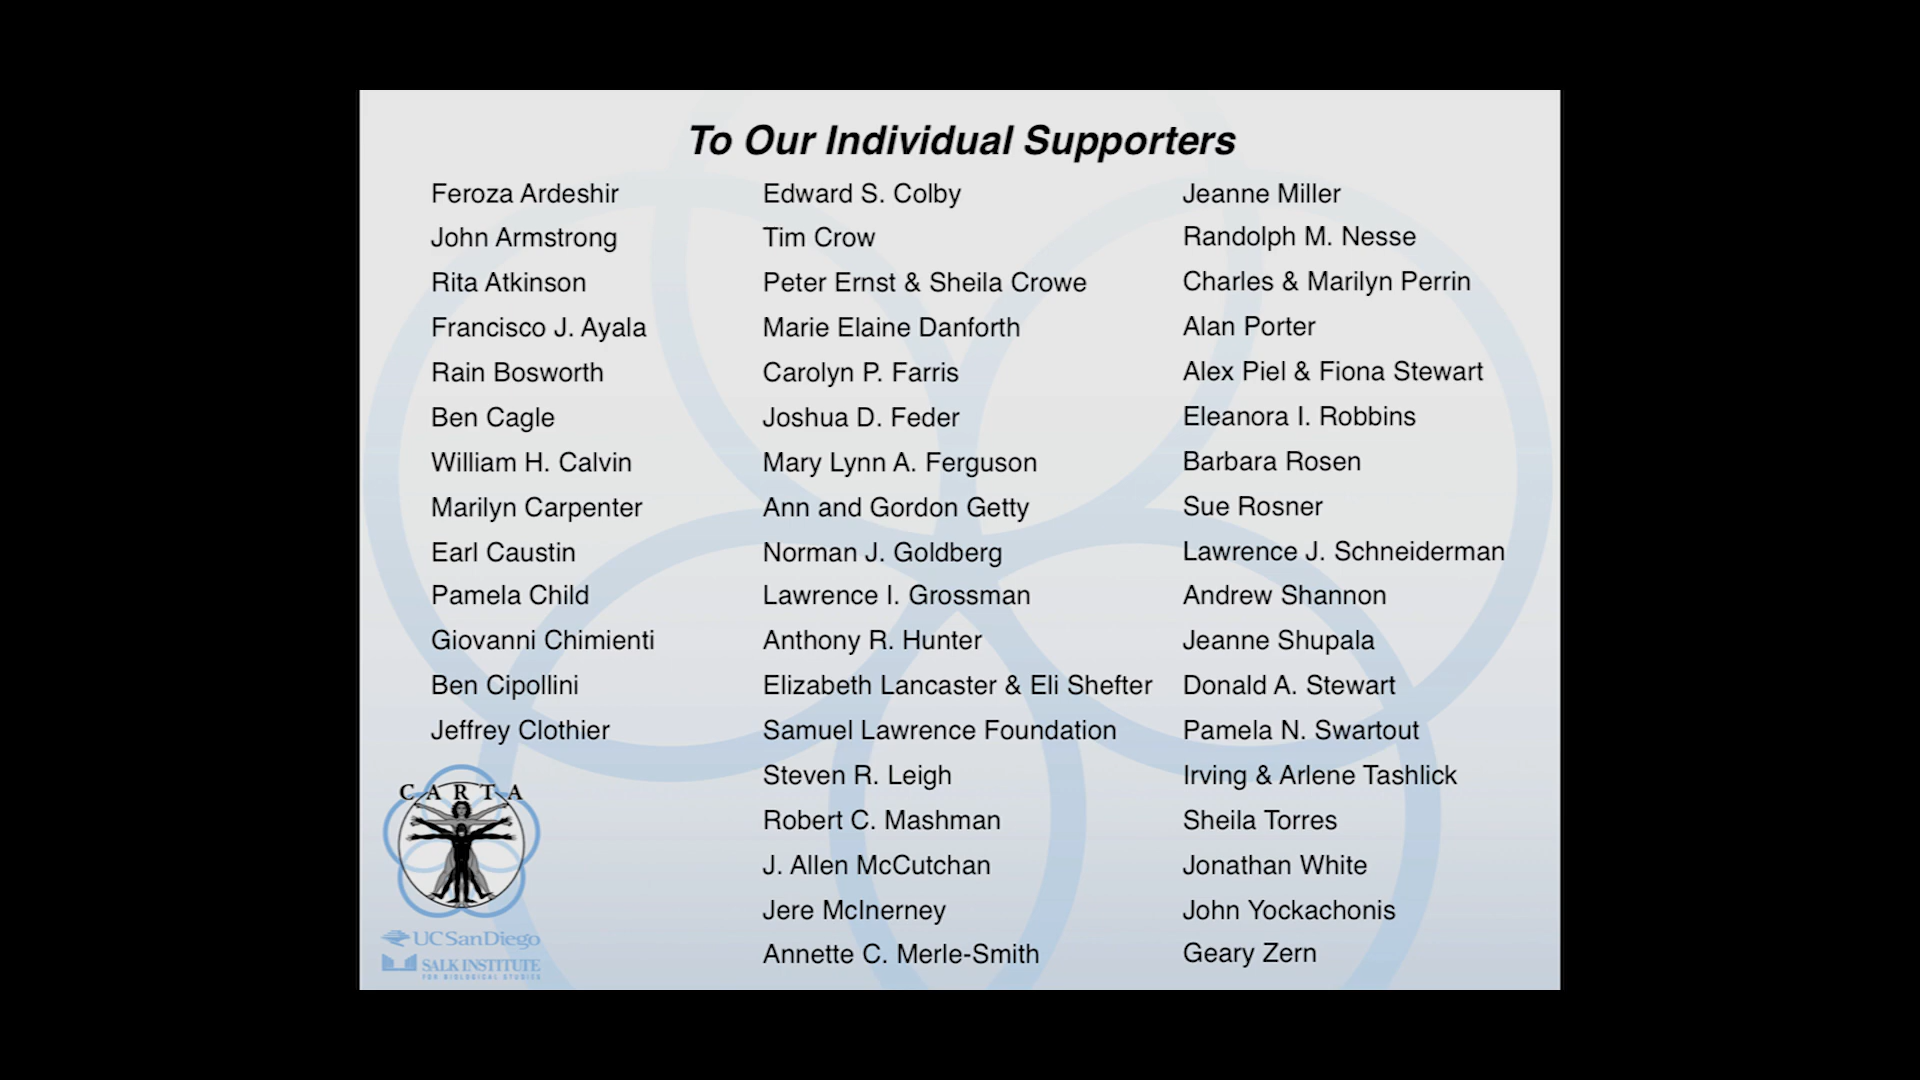 To Our Individual Supporters
Feroza Ardeshir
John Armstrong
Rita Atkinson
Francisco J. Ayala
Rain Bosworth
Ben Cagle
William H. Calvin
Marilyn Carpenter
Earl Caustin
Pamela Child
Giovanni Chimienti
Ben Cipollini
Jeffrey Clothier
Edward S. Colby
Tim Crow
Peter Ernst & Sheila Crowe
Marie Elaine Danforth
Carolyn P. Farris
Joshua D. Feder
Mary Lynn A. Ferguson
Ann and Gordon Getty
Norman J. Goldberg
Lawrence I. Grossman
Anthony R. Hunter
Elizabeth Lancaster & Eli Shefter
Samuel Lawrence Foundation
Steven R. Leigh
Robert C. Mashman
J. Allen McCutchan
Jere McInerney
Annette C. Merle-Smith
Jeanne Miller
Randolph M. Nesse
Charles & Marilyn Perrin
Alan Porter
Alex Piel & Fiona Stewart
Eleanora I. Robbins
Barbara Rosen
Sue Rosner
Lawrence J. Schneiderman
Andrew Shannon
Jeanne Shupala
Donald A. Stewart
Pamela N. Swartout
Irving & Arlene Tashlick
Sheila Torres
Jonathan White
John Yockachonis
Geary Zern
CARTA
UC San Diego
SALK INSTITUTE
FOR BIOLOGICAL STUDIES